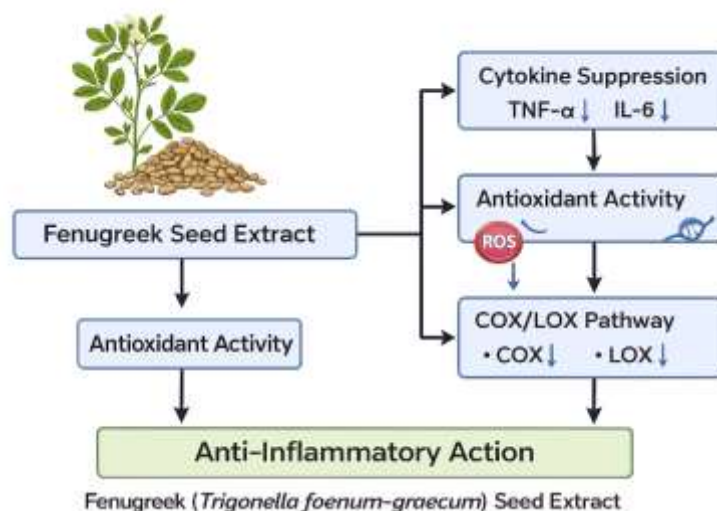 Cytokine Suppression
TNF-α↓ IL-6↓
Antioxidant Activity
ROS
Fenugreek Seed Extract
COX/LOX Pathway
• COX↓ • LOX↓
Antioxidant Activity
Anti-Inflammatory Action
Fenugreek (Trigonella foenum-graecum) Seed Extract